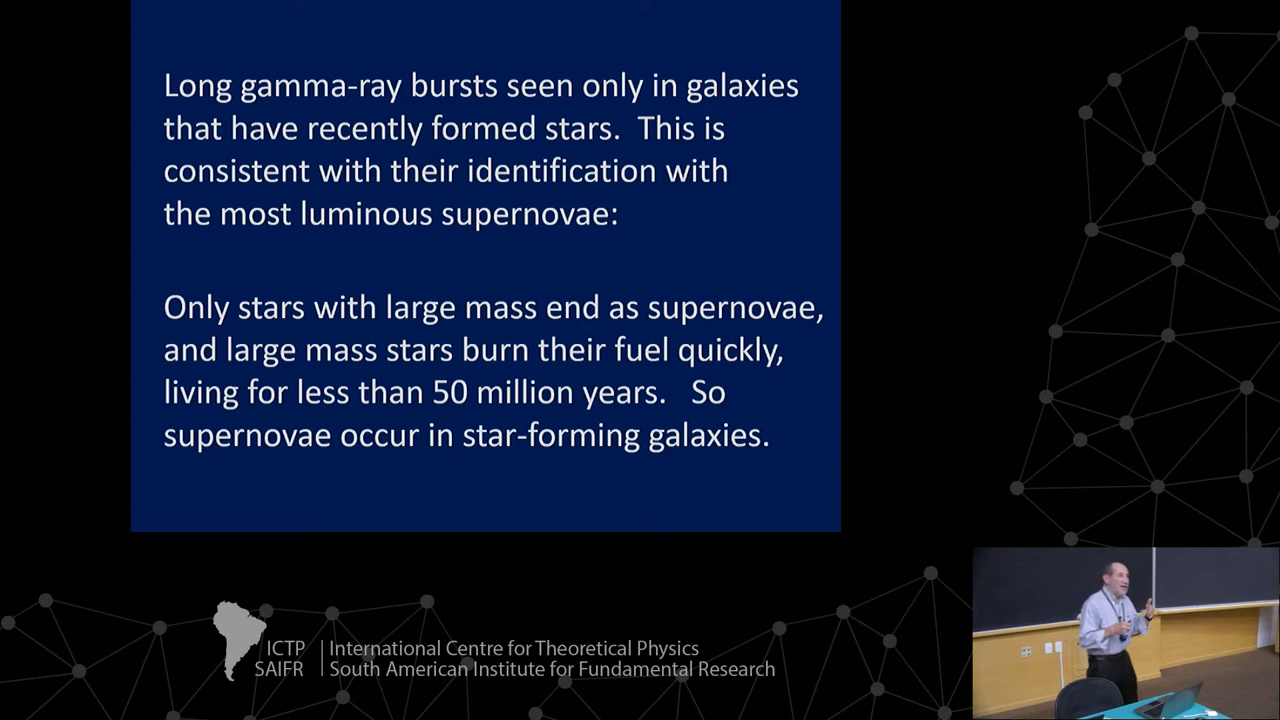 Long gamma-ray bursts seen only in galaxies
that have recently formed stars. This is
consistent with their identification with
the most luminous supernovae:
Only stars with large mass end as supernovae,
and large mass stars burn their fuel quickly,
living for less than 50 million years. So
supernovae occur in star-forming galaxies.
ICTP
SAIFR
International Centre for Theoretical Physics
South American Institute for Fundamental Research